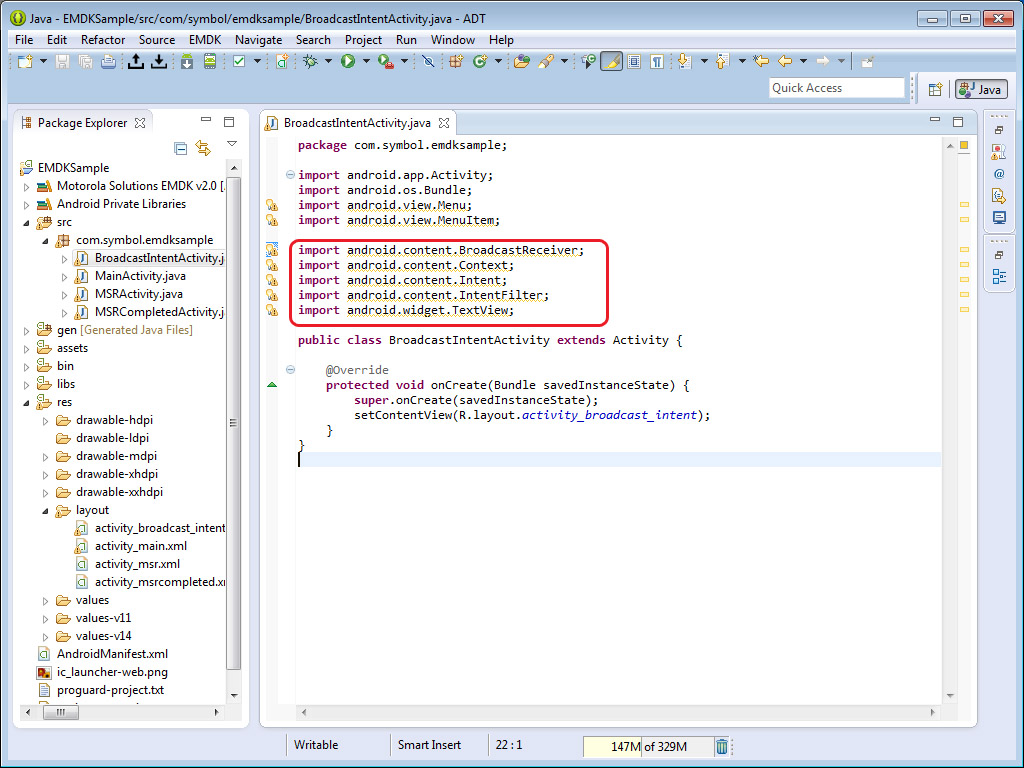 Java - EMDKSample/src/com/symbol/emdksample/BroadcastIntentActivity.java - ADT
File Edit Refactor Source EMDK Navigate Search Project Run Window Help
Quick Access
Java
Package Explorer
EMDKSample
Motorola Solutions EMDK v2.0 [
Android Private Libraries
src
com.symbol.emdksample
BroadcastIntentActivity.j
MainActivity.java
MSRActivity.java
MSRCompletedActivity.j
gen [Generated Java Files]
assets
bin
libs
res
drawable-hdpi
drawable-ldpi
drawable-mdpi
drawable-xhdpi
drawable-xxhdpi
layout
activity_broadcast_intent
activity_main.xml
activity_msr.xml
activity_msrcompleted.x
values
values-v11
values-v14
AndroidManifest.xml
ic_launcher-web.png
proguard-project.txt
BroadcastIntentActivity.java
package com.symbol.emdksample;
import android.app.Activity;
import android.os.Bundle;
import android.view.Menu;
import android.view.MenuItem;
import android.content.BroadcastReceiver;
import android.content.Context;
import android.content.Intent;
import android.content.IntentFilter;
import android.widget.TextView;
public class BroadcastIntentActivity extends Activity {
@Override
protected void onCreate(Bundle savedInstanceState) {
super.onCreate(savedInstanceState);
setContentView(R.layout.activity_broadcast_intent);
}
}
Writable
Smart Insert
22 : 1
147M of 329M